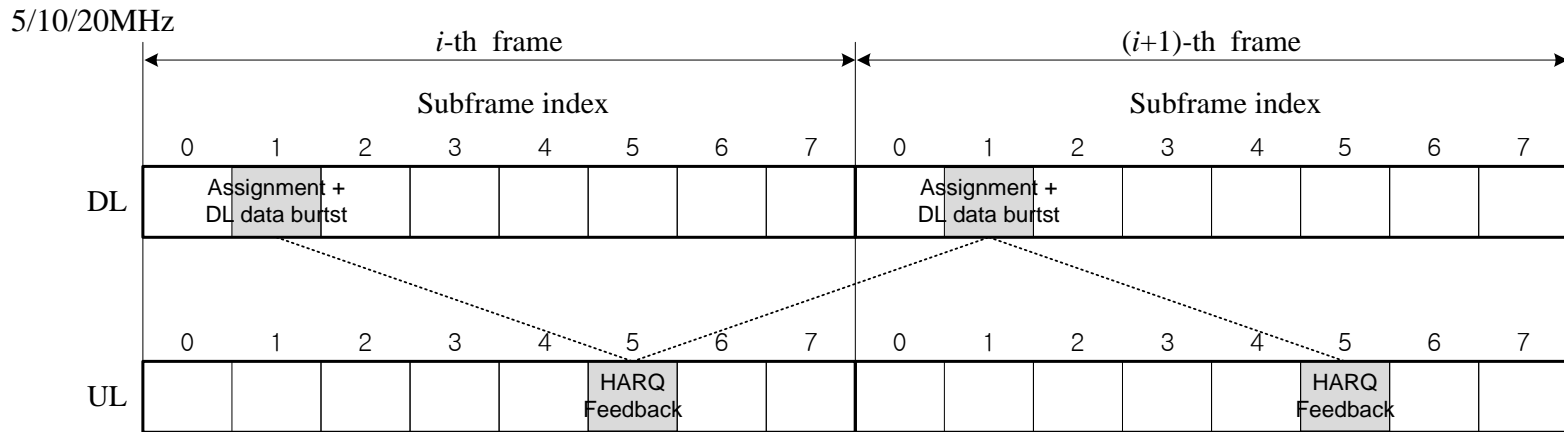 5/10/20MHz
i-th frame (i+1)-th frame
Subframe index Subframe index
0 1 2 3 4 5 6 7 0 1 2 3 4 5 6 7
DL
Assignment +
DL data burtst
Assignment +
DL data burtst
0 1 2 3 4 5 6 7 0 1 2 3 4 5 6 7
UL
HARQ
Feedback
HARQ
Feedback